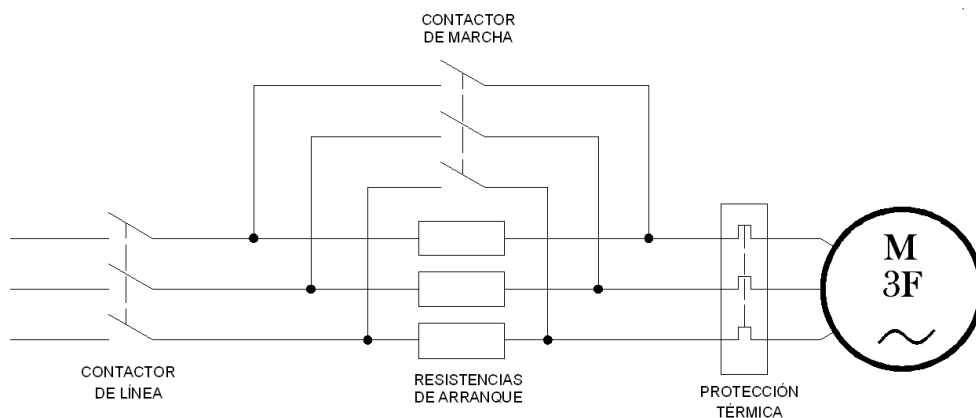 CONTACTOR
DE MARCHA
M
3F
CONTACTOR
DE LÍNEA
RESISTENCIAS
DE ARRANQUE
PROTECCIÓN
TÉRMICA